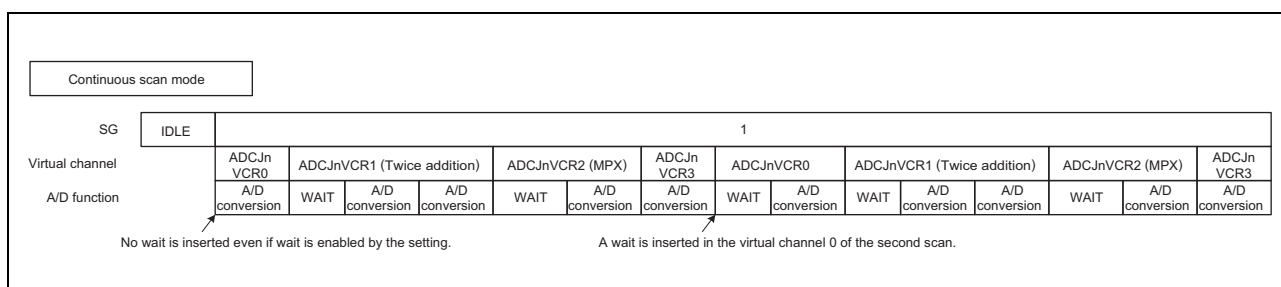 Continuous scan mode
SG IDLE 1
Virtual channel ADCJn VCR0 ADCJnVCR1 (Twice addition) ADCJnVCR2 (MPX) ADCJn VCR3 ADCJnVCR0 ADCJnVCR1 (Twice addition) ADCJnVCR2 (MPX) ADCJn VCR3
A/D function A/D conversion WAIT A/D conversion A/D conversion WAIT A/D conversion A/D conversion WAIT A/D conversion WAIT A/D conversion A/D conversion WAIT A/D conversion A/D conversion
No wait is inserted even if wait is enabled by the setting. A wait is inserted in the virtual channel 0 of the second scan.